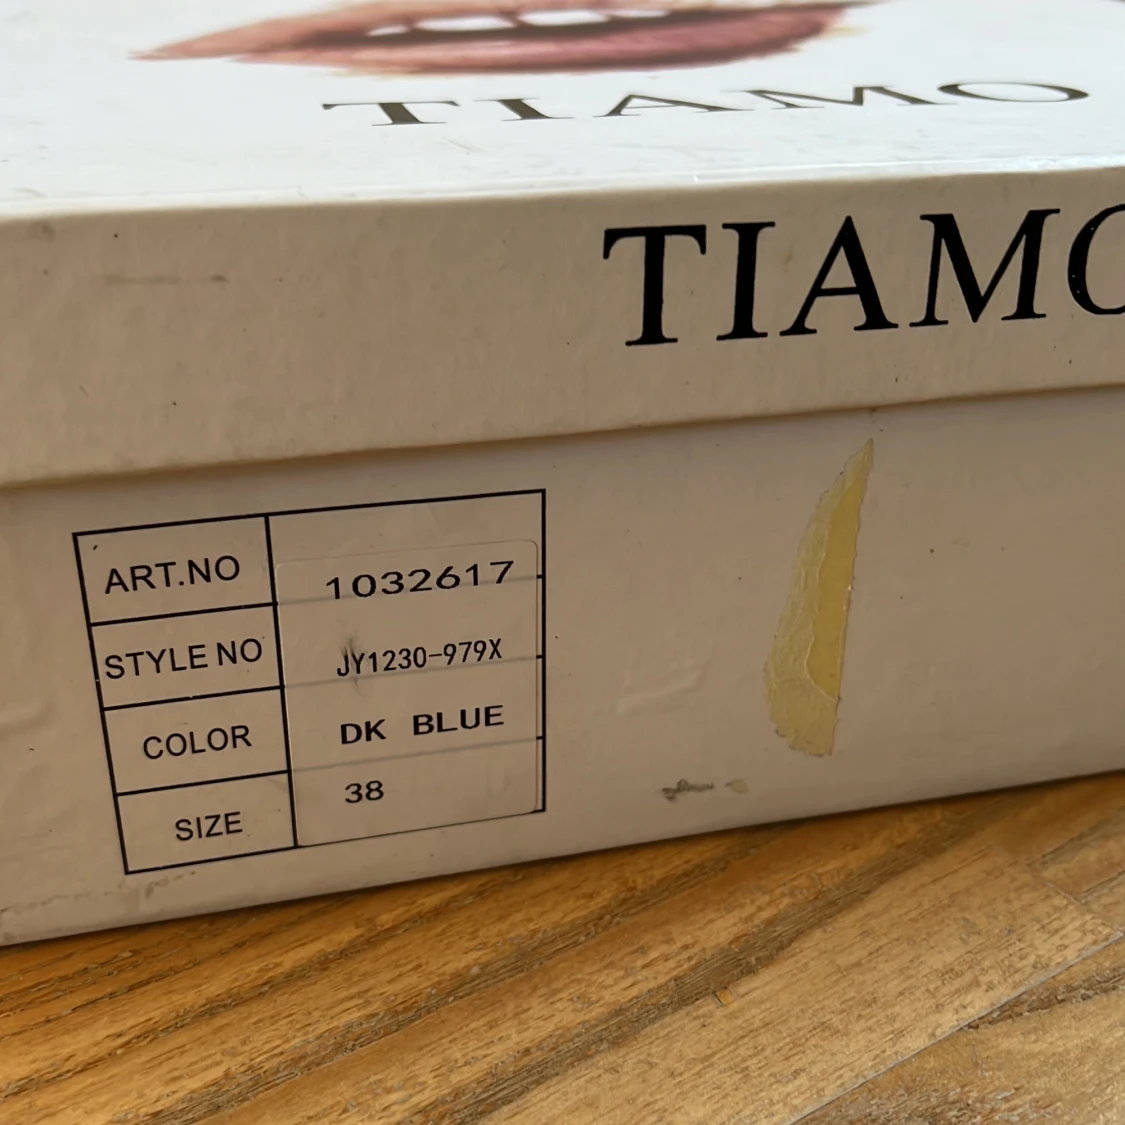 TIAMO
TIAMO
ART.NO 1032617
STYLE NO JY1230-979X
COLOR DK BLUE
SIZE 38